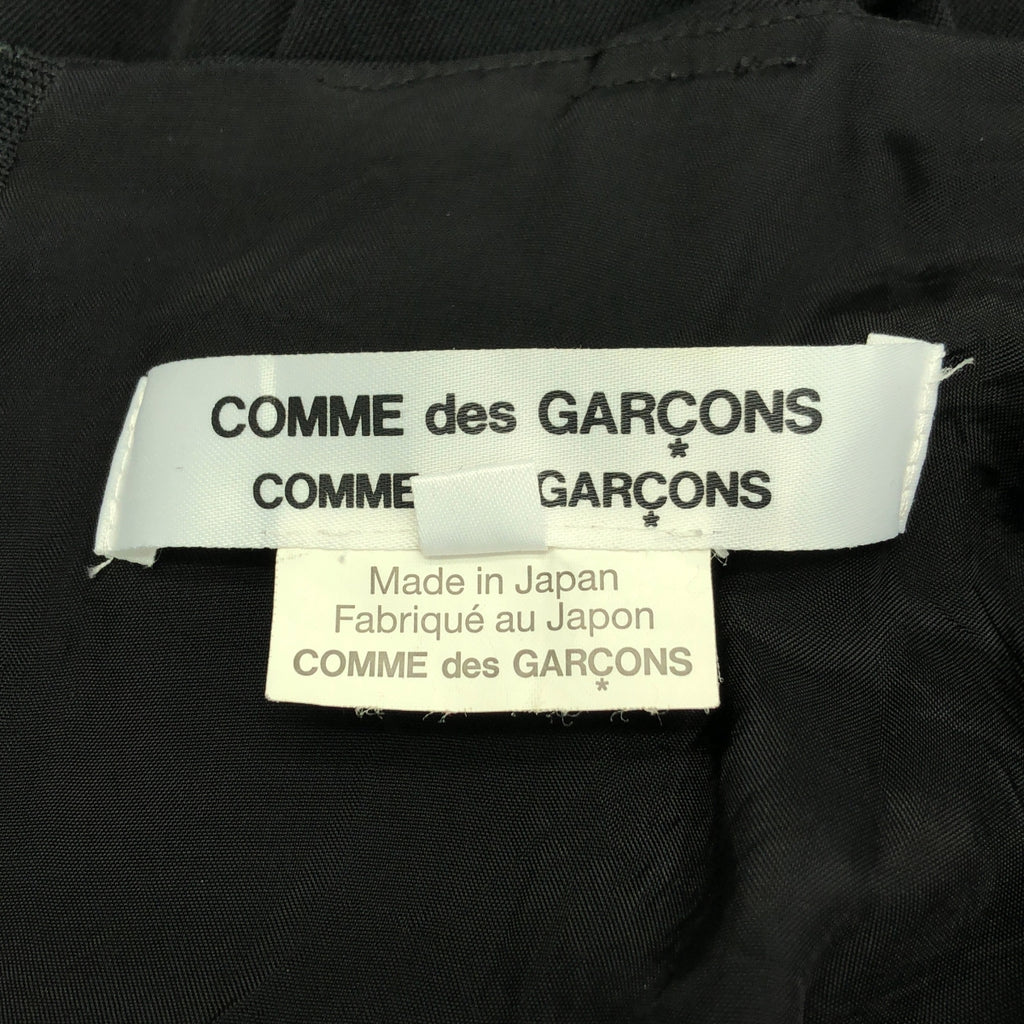 COMME des GARÇONS
COMME GARÇONS
Made in Japan
Fabriqué au Japon
COMME des GARÇONS